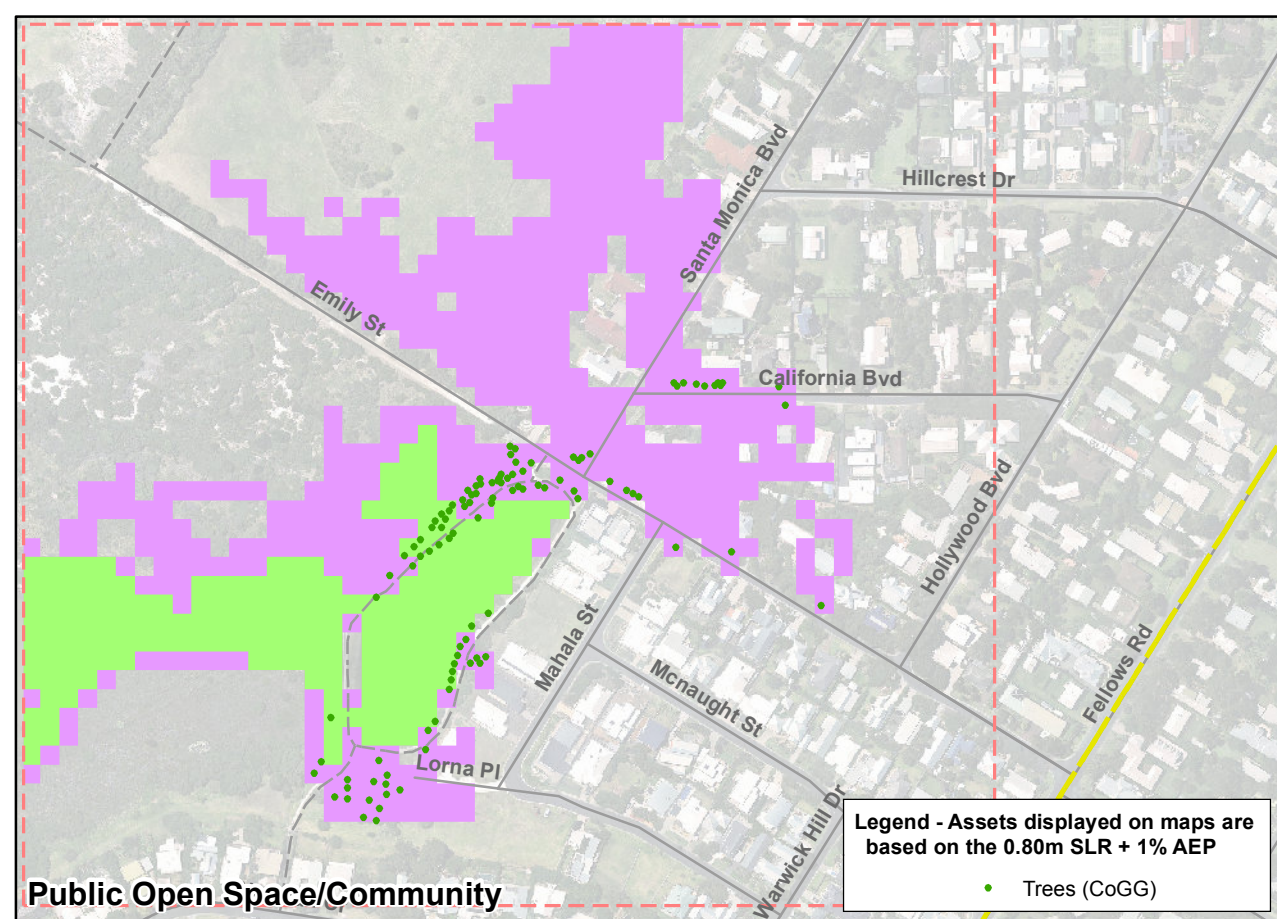 Santa Monica Bvd
Hillcrest Dr
Emily St
California Bvd
Hollywood Bvd
Mahala St
Mcnaught St
Fellows Rd
Lorna Pl
Warwick Hill Dr
Legend - Assets displayed on maps are
based on the 0.80m SLR + 1% AEP
Trees (CoGG)
Public Open Space/Community